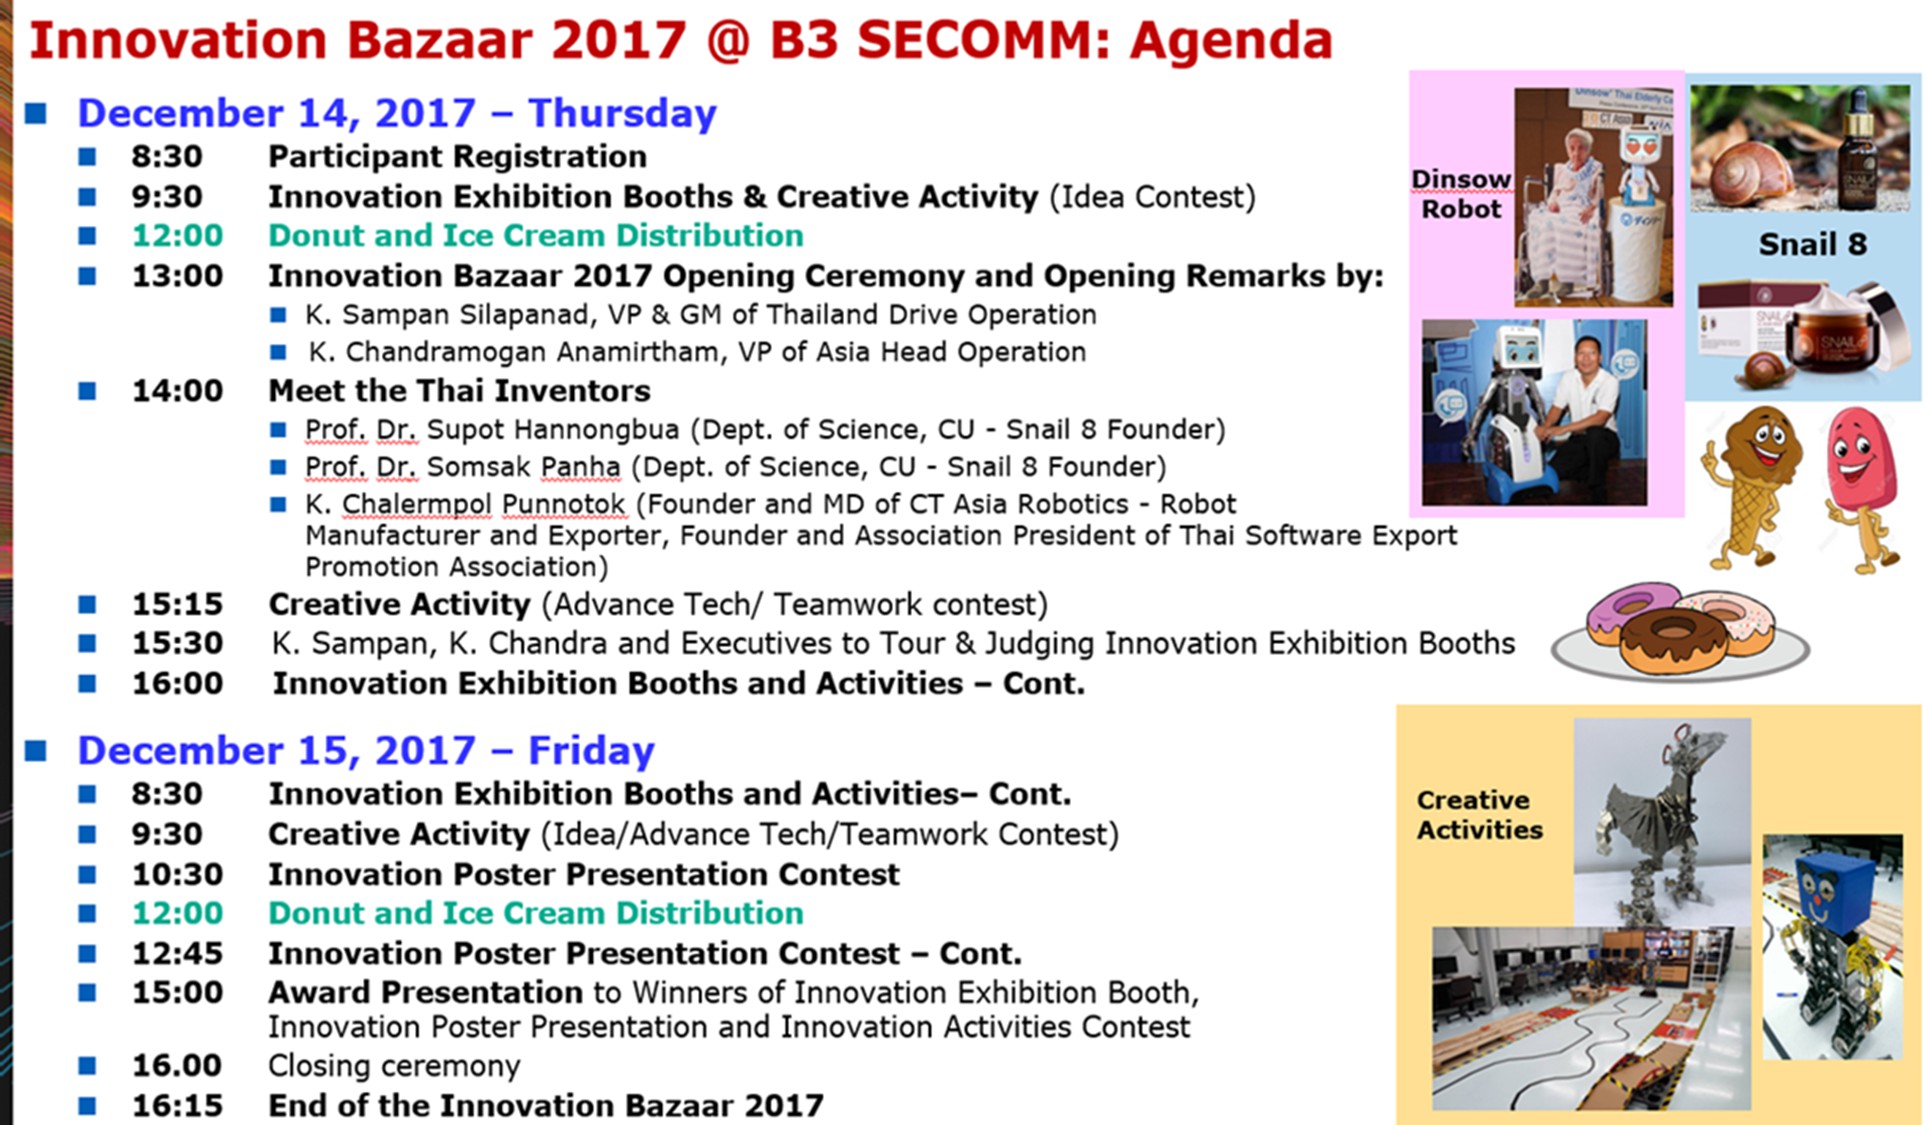 Innovation Bazaar 2017 @ B3 SECOMM: Agenda
December 14, 2017 – Thursday
8:30 Participant Registration
9:30 Innovation Exhibition Booths & Creative Activity (Idea Contest)
12:00 Donut and Ice Cream Distribution
13:00 Innovation Bazaar 2017 Opening Ceremony and Opening Remarks by:
K. Sampan Silapanad, VP & GM of Thailand Drive Operation
K. Chandramogan Anamirtham, VP of Asia Head Operation
14:00 Meet the Thai Inventors
Prof. Dr. Supot Hannongbua (Dept. of Science, CU - Snail 8 Founder)
Prof. Dr. Somsak Panha (Dept. of Science, CU - Snail 8 Founder)
K. Chalermpol Punnotok (Founder and MD of CT Asia Robotics - Robot
Manufacturer and Exporter, Founder and Association President of Thai Software Export
Promotion Association)
15:15 Creative Activity (Advance Tech/ Teamwork contest)
15:30 K. Sampan, K. Chandra and Executives to Tour & Judging Innovation Exhibition Booths
16:00 Innovation Exhibition Booths and Activities – Cont.
December 15, 2017 – Friday
8:30 Innovation Exhibition Booths and Activities– Cont.
9:30 Creative Activity (Idea/Advance Tech/Teamwork Contest)
10:30 Innovation Poster Presentation Contest
12:00 Donut and Ice Cream Distribution
12:45 Innovation Poster Presentation Contest – Cont.
15:00 Award Presentation to Winners of Innovation Exhibition Booth,
Innovation Poster Presentation and Innovation Activities Contest
16.00 Closing ceremony
16:15 End of the Innovation Bazaar 2017
Dinsow
Robot
Dinsow Thai Elderly
CT ASIA
Snail 8
SNAIL
SNAIL
Creative
Activities